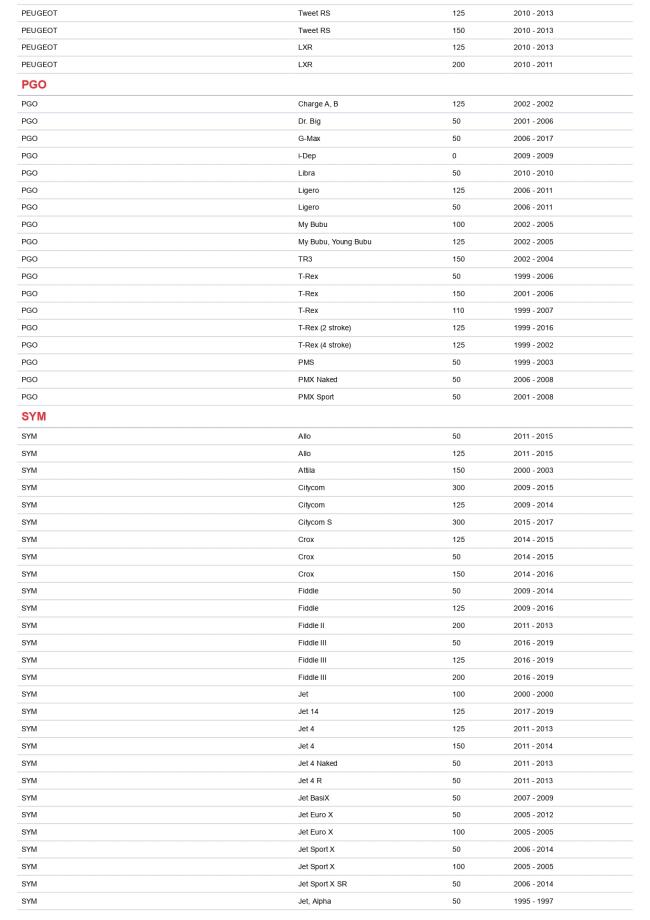 PEUGEOT Tweet RS 125 2010 - 2013
PEUGEOT Tweet RS 150 2010 - 2013
PEUGEOT LXR 125 2010 - 2013
PEUGEOT LXR 200 2010 - 2011
PGO
PGO Charge A, B 125 2002 - 2002
PGO Dr. Big 50 2001 - 2006
PGO G-Max 50 2006 - 2017
PGO I-Dep 0 2009 - 2009
PGO Libra 50 2010 - 2010
PGO Ligero 125 2006 - 2011
PGO Ligero 50 2006 - 2011
PGO My Bubu 100 2002 - 2005
PGO My Bubu, Young Bubu 125 2002 - 2005
PGO TR3 150 2002 - 2004
PGO T-Rex 50 1999 - 2006
PGO T-Rex 150 2001 - 2006
PGO T-Rex 110 1999 - 2007
PGO T-Rex (2 stroke) 125 1999 - 2016
PGO T-Rex (4 stroke) 125 1999 - 2002
PGO PMS 50 1999 - 2003
PGO PMX Naked 50 2006 - 2008
PGO PMX Sport 50 2001 - 2008
SYM
SYM Allo 50 2011 - 2015
SYM Allo 125 2011 - 2015
SYM Attila 150 2000 - 2003
SYM Citycom 300 2009 - 2015
SYM Citycom 125 2009 - 2014
SYM Citycom S 300 2015 - 2017
SYM Crox 125 2014 - 2015
SYM Crox 50 2014 - 2015
SYM Crox 150 2014 - 2016
SYM Fiddle 50 2009 - 2014
SYM Fiddle 125 2009 - 2016
SYM Fiddle II 200 2011 - 2013
SYM Fiddle III 50 2016 - 2019
SYM Fiddle III 125 2016 - 2019
SYM Fiddle III 200 2016 - 2019
SYM Jet 100 2000 - 2000
SYM Jet 14 125 2017 - 2019
SYM Jet 4 125 2011 - 2013
SYM Jet 4 150 2011 - 2014
SYM Jet 4 Naked 50 2011 - 2013
SYM Jet 4 R 50 2011 - 2013
SYM Jet BasiX 50 2007 - 2009
SYM Jet Euro X 50 2005 - 2012
SYM Jet Euro X 100 2005 - 2005
SYM Jet Sport X 50 2006 - 2014
SYM Jet Sport X 100 2005 - 2005
SYM Jet Sport X SR 50 2006 - 2014
SYM Jet, Alpha 50 1995 - 1997